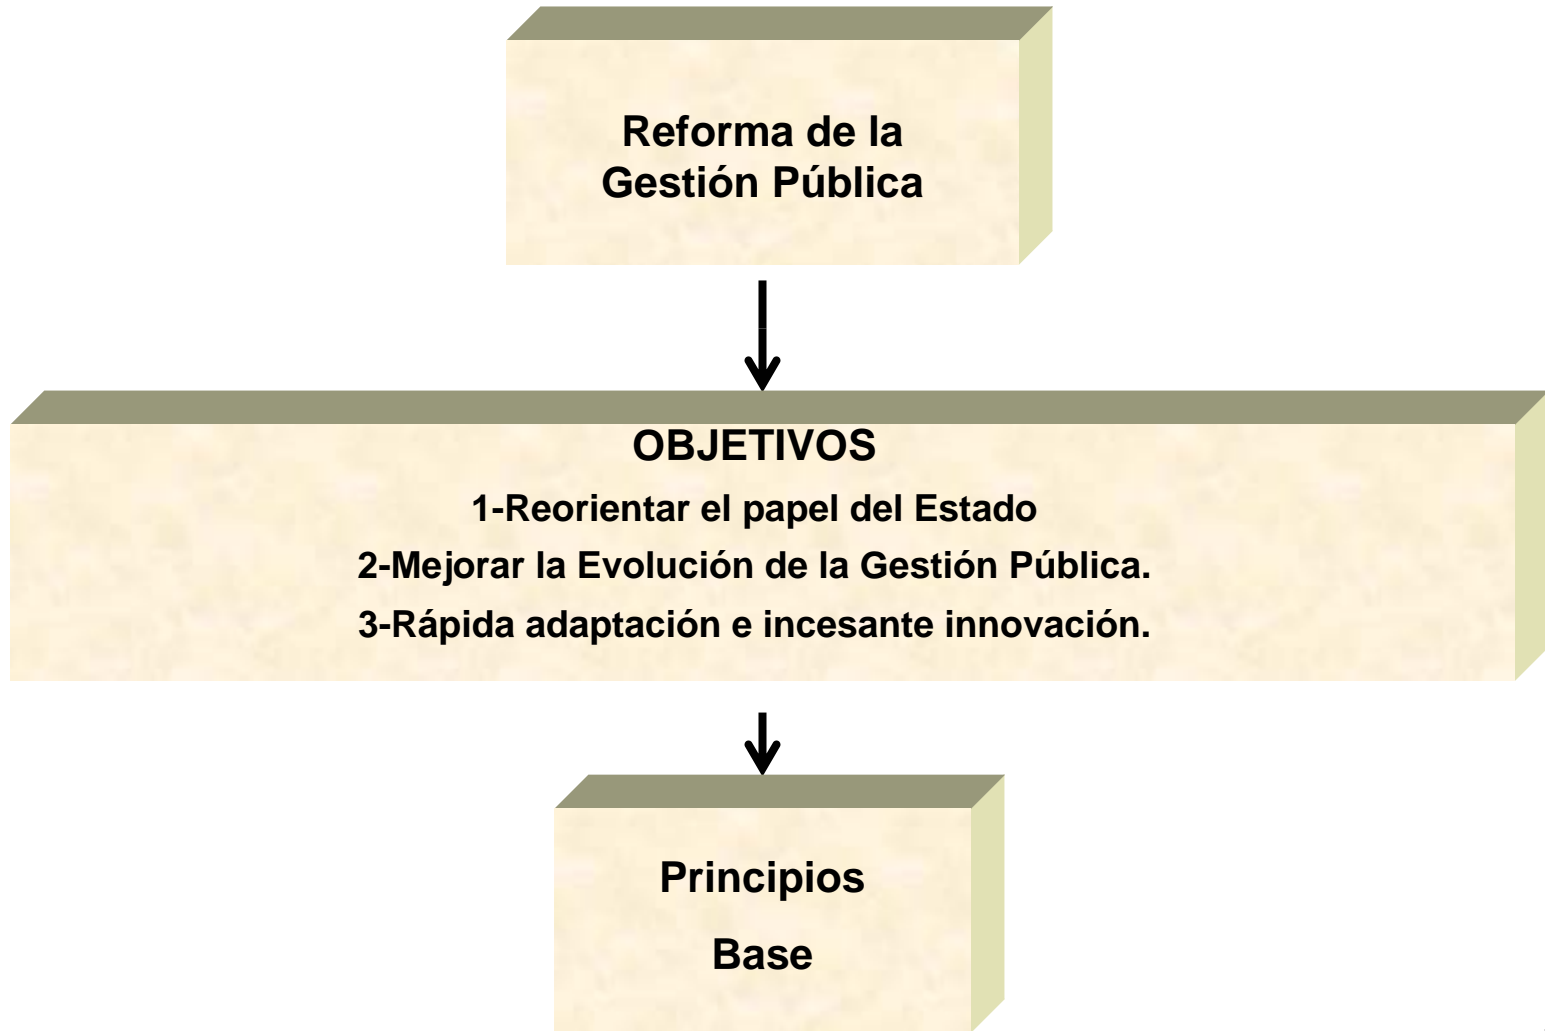 Reforma de la
Gestión Pública
OBJETIVOS
1-Reorientar el papel del Estado
2-Mejorar la Evolución de la Gestión Pública.
3-Rápida adaptación e incesante innovación.
Principios
Base